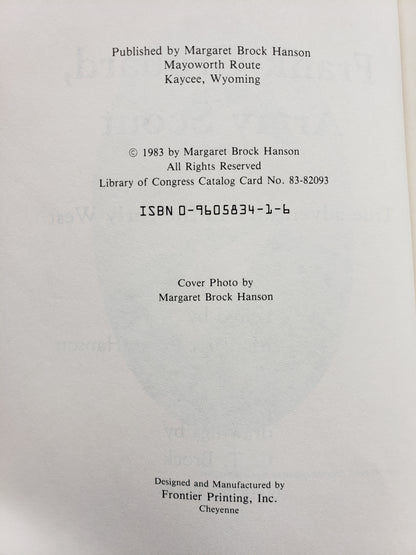 Published by Margaret Brock Hanson
Mayoworth Route
Kaycee, Wyoming
© 1983 by Margaret Brock Hanson
All Rights Reserved
Library of Congress Catalog Card No. 83-82093
ISBN 0-9605834-1-6
Cover Photo by
Margaret Brock Hanson
Designed and Manufactured by
Frontier Printing, Inc.
Cheyenne